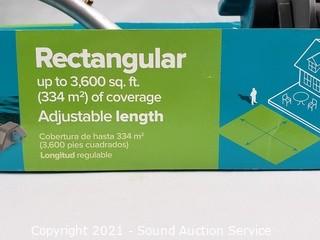 Rectangular
up to 3,600 sq. ft.
(334 m²) of coverage
Adjustable length
Cobertura de hasta 334 m²
(3,600 pies cuadrados)
Longitud regulable
Copyright 2021 - Sound Auction Service